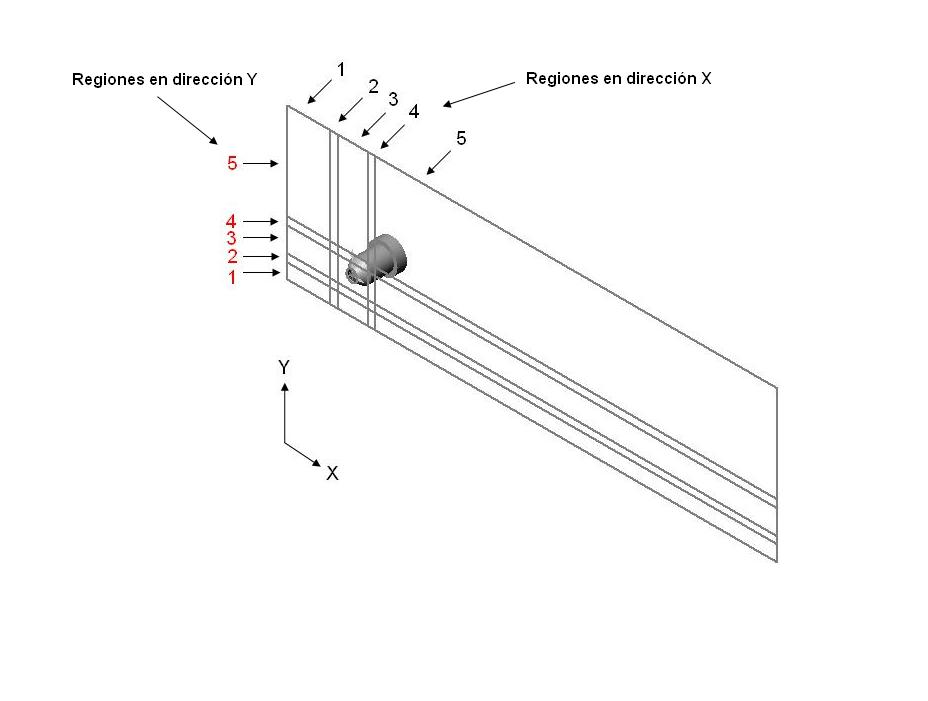 Regiones en dirección Y
1
2
3
4
5
Regiones en dirección X
5
4
3
2
1
Y
X